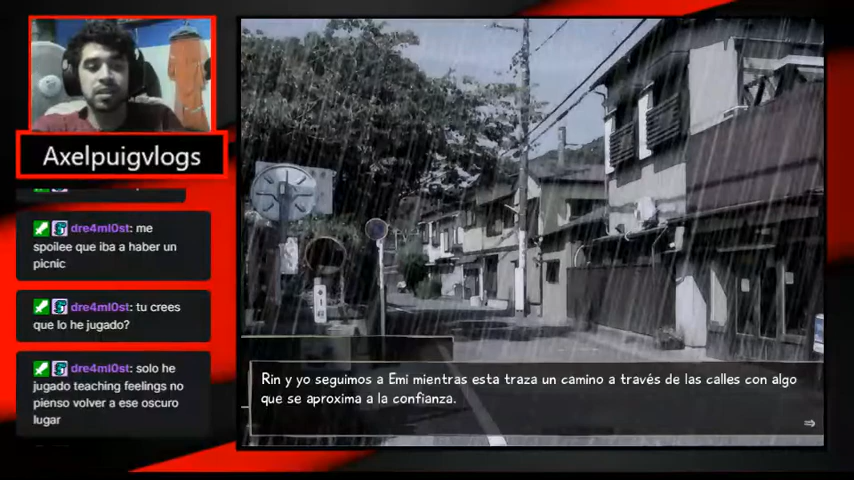 Axelpuigvlogs
dre4ml0st: me
spoilee que iba a haber un
picnic
dre4ml0st: tu crees
que lo he jugado?
dre4ml0st: solo he
jugado teaching feelings no
pienso volver a ese oscuro
lugar
Rin y yo seguimos a Emi mientras esta traza un camino a través de las calles con algo
que se aproxima a la confianza.